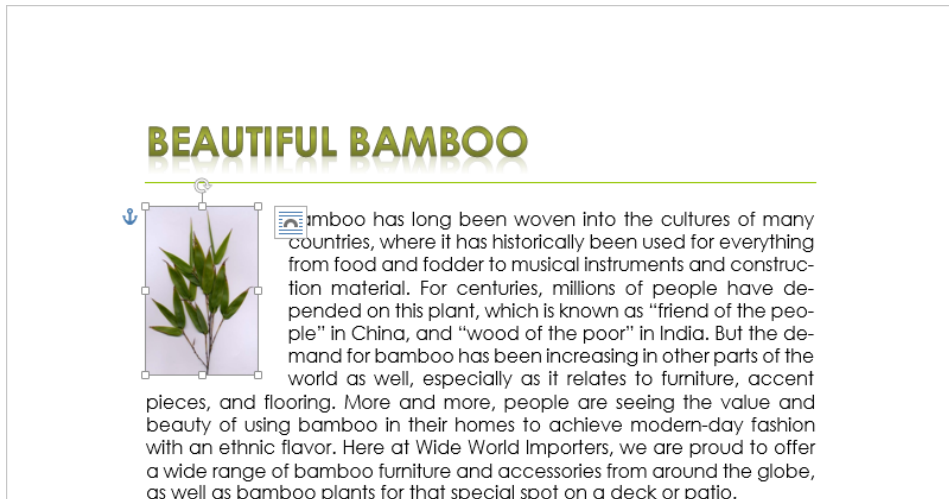 BEAUTIFUL BAMBOO
amboo has long been woven into the cultures of many
countries, where it has historically been used for everything
from food and fodder to musical instruments and construc-
tion material. For centuries, millions of people have de-
pended on this plant, which is known as “friend of the peo-
ple” in China, and “wood of the poor” in India. But the de-
mand for bamboo has been increasing in other parts of the
world as well, especially as it relates to furniture, accent
pieces, and flooring. More and more, people are seeing the value and
beauty of using bamboo in their homes to achieve modern-day fashion
with an ethnic flavor. Here at Wide World Importers, we are proud to offer
a wide range of bamboo furniture and accessories from around the globe,
as well as bamboo plants for that special spot on a deck or patio.